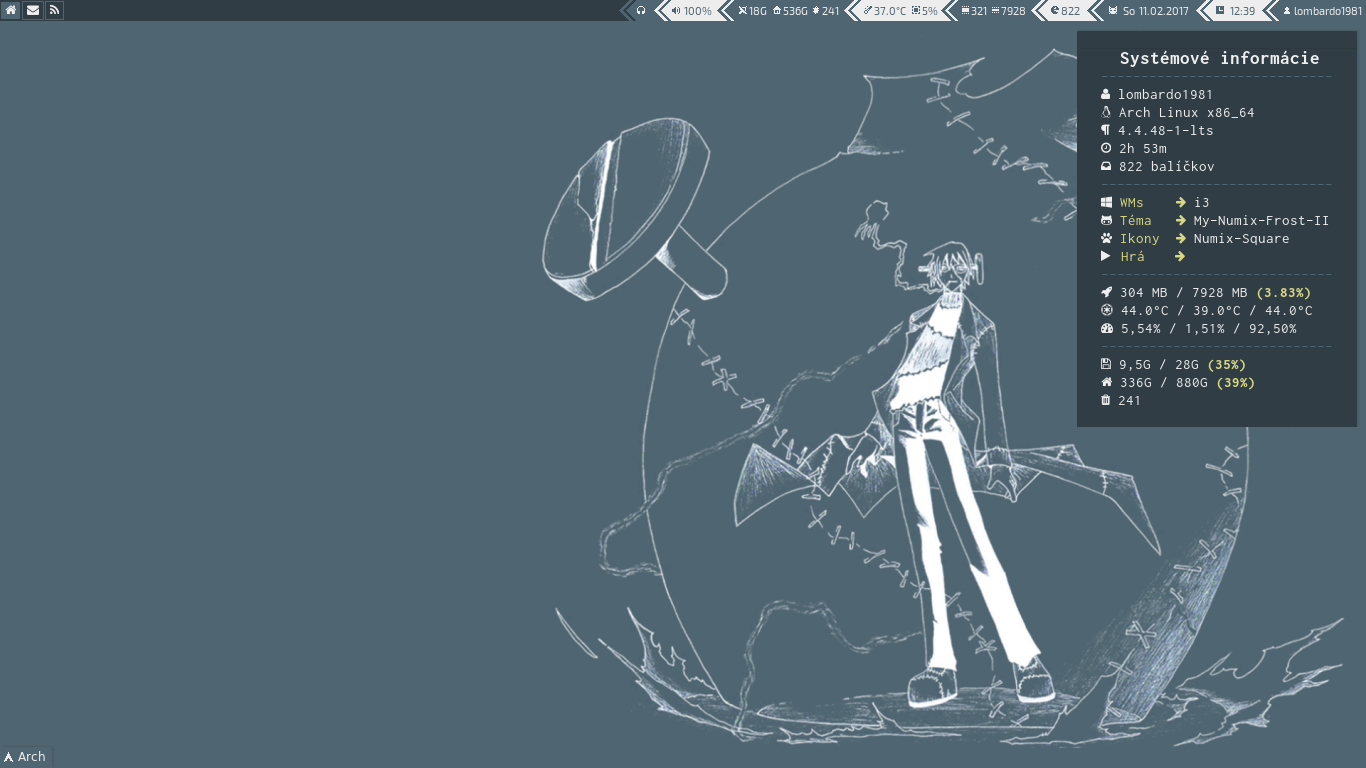 100% 18G 536G 241 37.0°C 5% 321 7928 822 So 11.02.2017 12:39 lombardo1981
Systémové informácie
lombardo1981
Arch Linux x86_64
4.4.48-1-lts
2h 53m
822 balíčkov
WMs i3
Téma My-Numix-Frost-II
Ikony Numix-Square
Hrá
304 MB / 7928 MB (3.83%)
44.0°C / 39.0°C / 44.0°C
5,54% / 1,51% / 92,50%
9,5G / 28G (35%)
336G / 880G (39%)
241
Arch